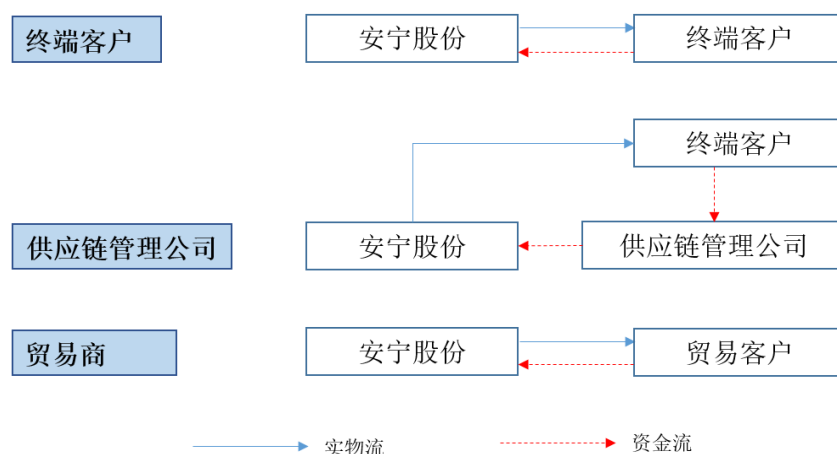 终端客户
安宁股份
终端客户
终端客户
供应链管理公司
安宁股份
供应链管理公司
贸易商
安宁股份
贸易客户
实物流
资金流